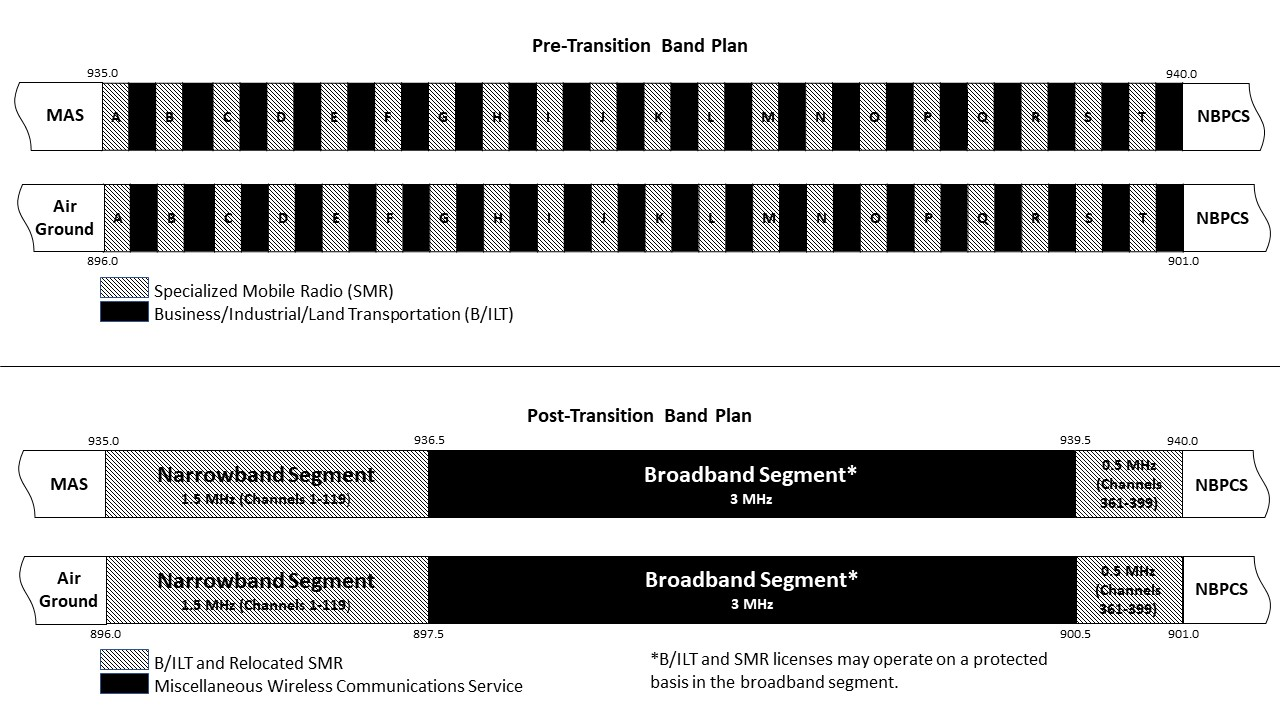 Pre-Transition Band Plan
935.0 940.0
MAS A B C D E F G H I J K L M N O P Q R S T NBPCS
Air
Ground
A B C D E F G H I J K L M N O P Q R S T NBPCS
896.0 901.0
Specialized Mobile Radio (SMR)
Business/Industrial/Land Transportation (B/ILT)
Post-Transition Band Plan
935.0 936.5 939.5 940.0
MAS
Narrowband Segment
1.5 MHz (Channels 1-119)
Broadband Segment*
3 MHz
0.5 MHz
(Channels
361-399)
NBPCS
Air
Ground
Narrowband Segment
1.5 MHz (Channels 1-119)
Broadband Segment*
3 MHz
0.5 MHz
(Channels
361-399)
NBPCS
896.0 897.5 900.5 901.0
B/ILT and Relocated SMR
Miscellaneous Wireless Communications Service
*B/ILT and SMR licenses may operate on a protected
basis in the broadband segment.